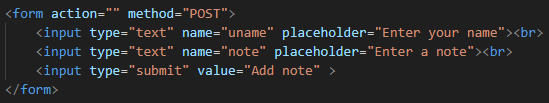 <form action="" method="POST">
    <input type="text" name="uname" placeholder="Enter your name"><br>
    <input type="text" name="note" placeholder="Enter a note"><br>
    <input type="submit" value="Add note" >
</form>